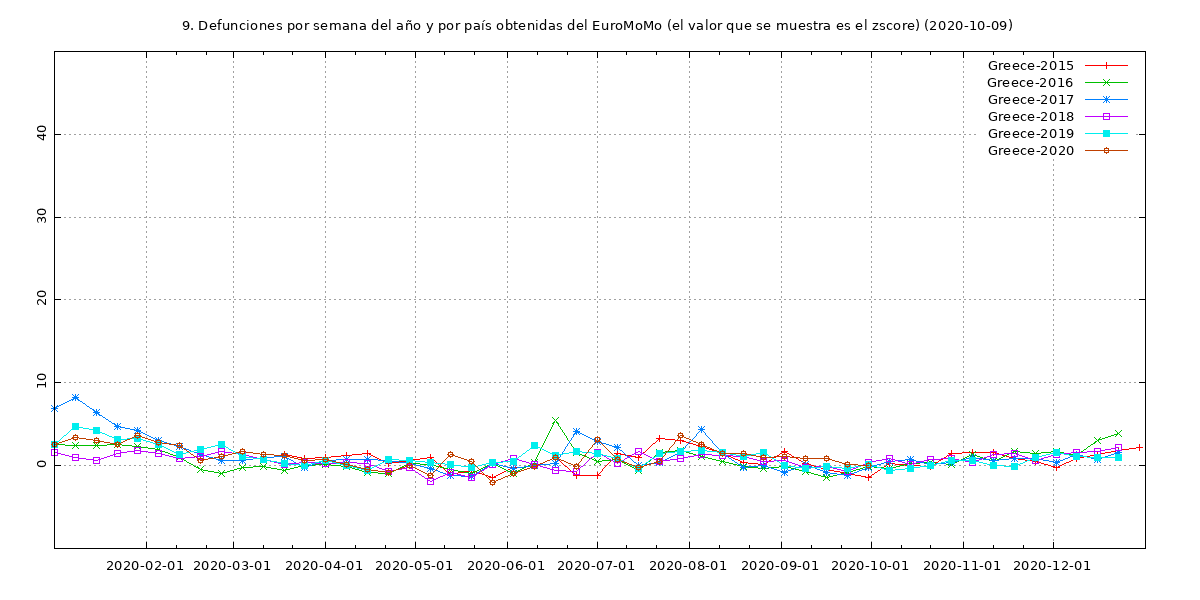 9. Defunciones por semana del año y por país obtenidas del EuroMoMo (el valor que se muestra es el zscore) (2020-10-09)
Greece-2015
Greece-2016
Greece-2017
Greece-2018
Greece-2019
Greece-2020
40
30
20
10
0
2020-02-01 2020-03-01 2020-04-01 2020-05-01 2020-06-01 2020-07-01 2020-08-01 2020-09-01 2020-10-01 2020-11-01 2020-12-01